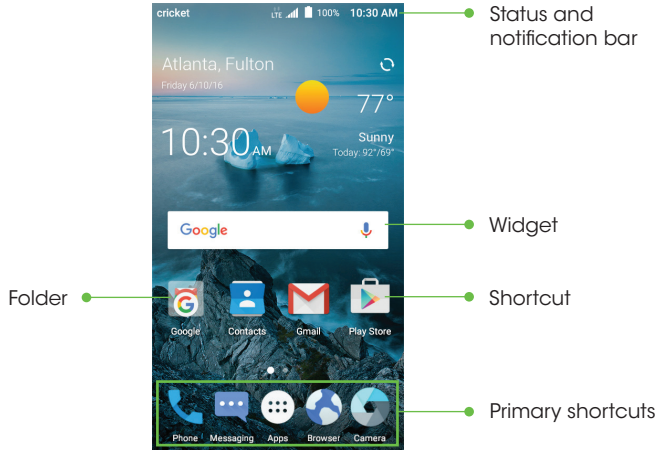 cricket LTE 100% 10:30 AM
Status and
notification bar
Atlanta, Fulton
Friday 6/10/16
77°
10:30 AM
Sunny
Today: 92°/69°
Google
Widget
Folder
Shortcut
Google Contacts Gmail Play Store
Primary shortcuts
Phone Messaging Apps Browser Camera